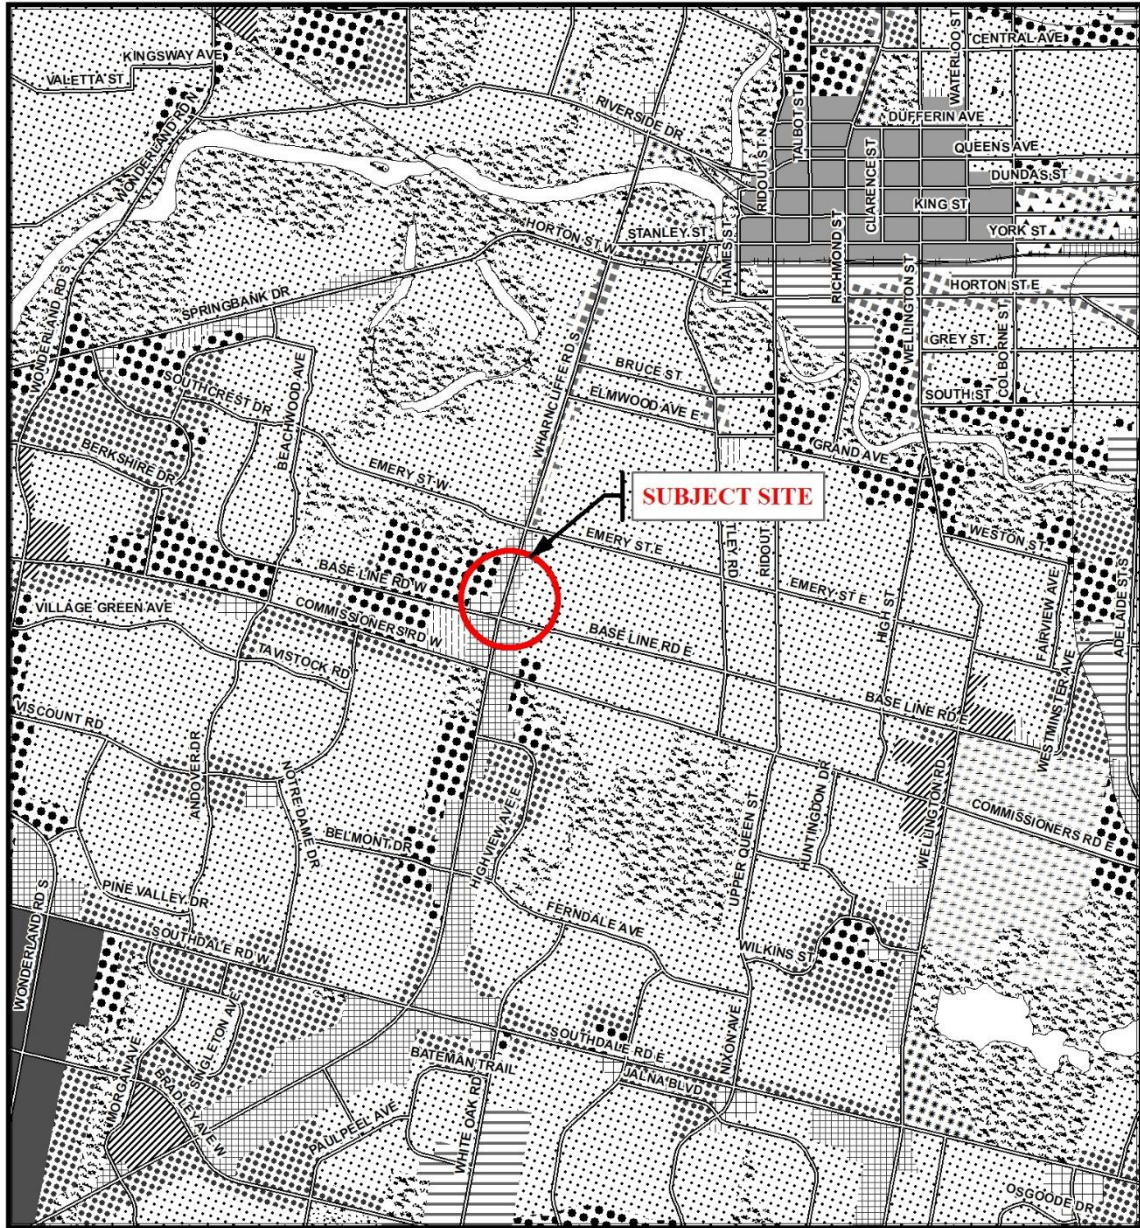 KINGSWAY AVE
VALETTA ST
WONDERLAND RD N
RIVERSIDE DR
RIDOUT ST N
TALBOT S
CLARENCE ST
WATERLOO ST
CENTRAL AVE
DUFFERIN AVE
QUEENS AVE
DUNDAS ST
KING ST
YORK ST
STANLEY ST
HORTON ST W
THAMES ST
RICHMOND ST
WELLINGTON ST
HORTON ST E
GREY ST
COLBORNE ST
SOUTH ST
WONDERLAND RD S
SPRINGBANK DR
BEACHWOOD AVE
SOUTHCREST DR
BERKSHIRE DR
WHARNCLIFFE RD S
BRUCE ST
ELMWOOD AVE E
GRAND AVE
EMERY ST W
SUBJECT SITE
EMERY ST E
TLEY RD
RIDOUT
WESTON ST
EMERY ST E
HIGH ST
FAIRVIEW AVE
ADELAIDE ST S
BASE LINE RD W
VILLAGE GREEN AVE
COMMISSIONERS RD W
TAVISTOCK RD
BASE LINE RD E
BASE LINE RD E
WESTMINSTER AVE
VISCOUNT RD
ANDOVER DR
NOTRE DAME DR
BELMONT DR
HIGHVIEW AVE E
UPPER QUEEN ST
HUNTINGDON DR
WELLINGTON RD
COMMISSIONERS RD E
PINE VALLEY DR
FERNDALE AVE
WILKINS ST
WONDERLAND RD S
SOUTHDALE RD W
SINGLETON AVE
MORGAN AVE
BRADLEY AVE W
BATEMAN TRAIL
PAULPEEL AVE
WHITE OAK RD
SOUTHDALE RD E
JALNA BLVD
NIXON AVE
OSGOODE DR